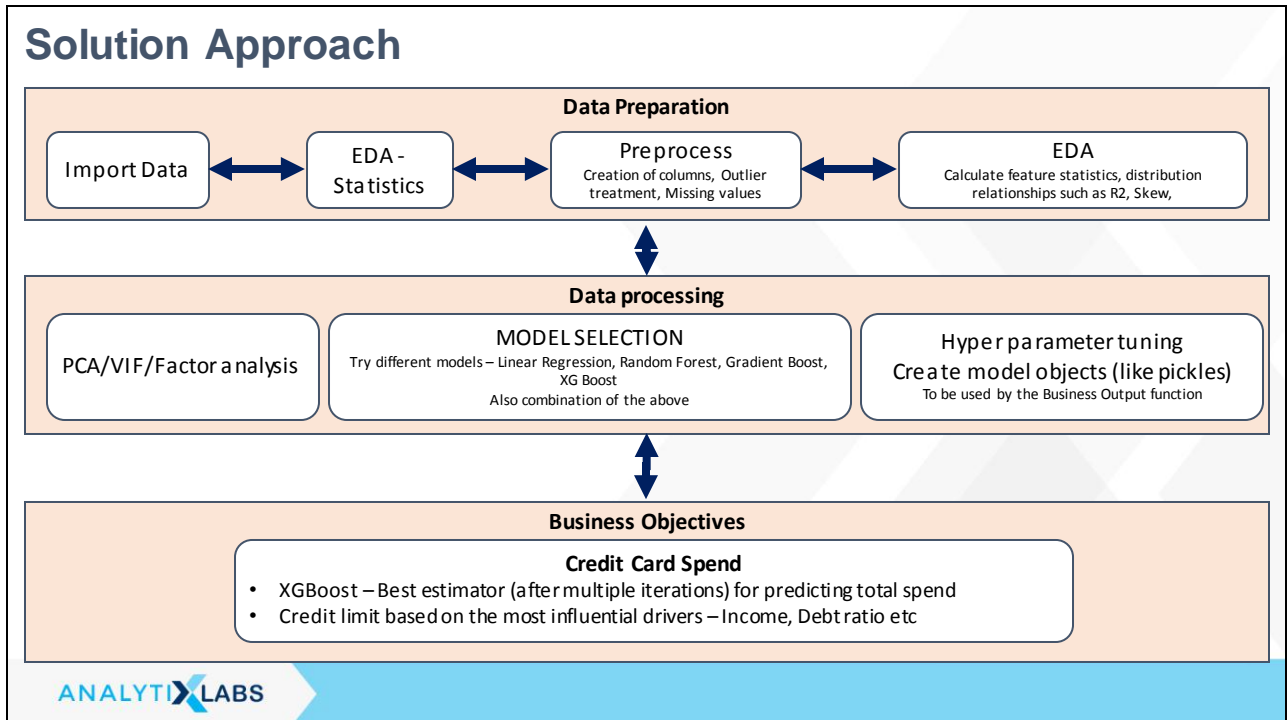 Solution Approach
Data Preparation
Import Data
EDA -
Statistics
Preprocess
Creation of columns, Outlier
treatment, Missing values
EDA
Calculate feature statistics, distribution
relationships such as R2, Skew,
Data processing
PCA/VIF/Factor analysis
MODEL SELECTION
Try different models – Linear Regression, Random Forest, Gradient Boost,
XG Boost
Also combination of the above
Hyper parameter tuning
Create model objects (like pickles)
To be used by the Business Output function
Business Objectives
Credit Card Spend
• XGBoost – Best estimator (after multiple iterations) for predicting total spend
• Credit limit based on the most influential drivers – Income, Debt ratio etc
ANALYTIXLABS